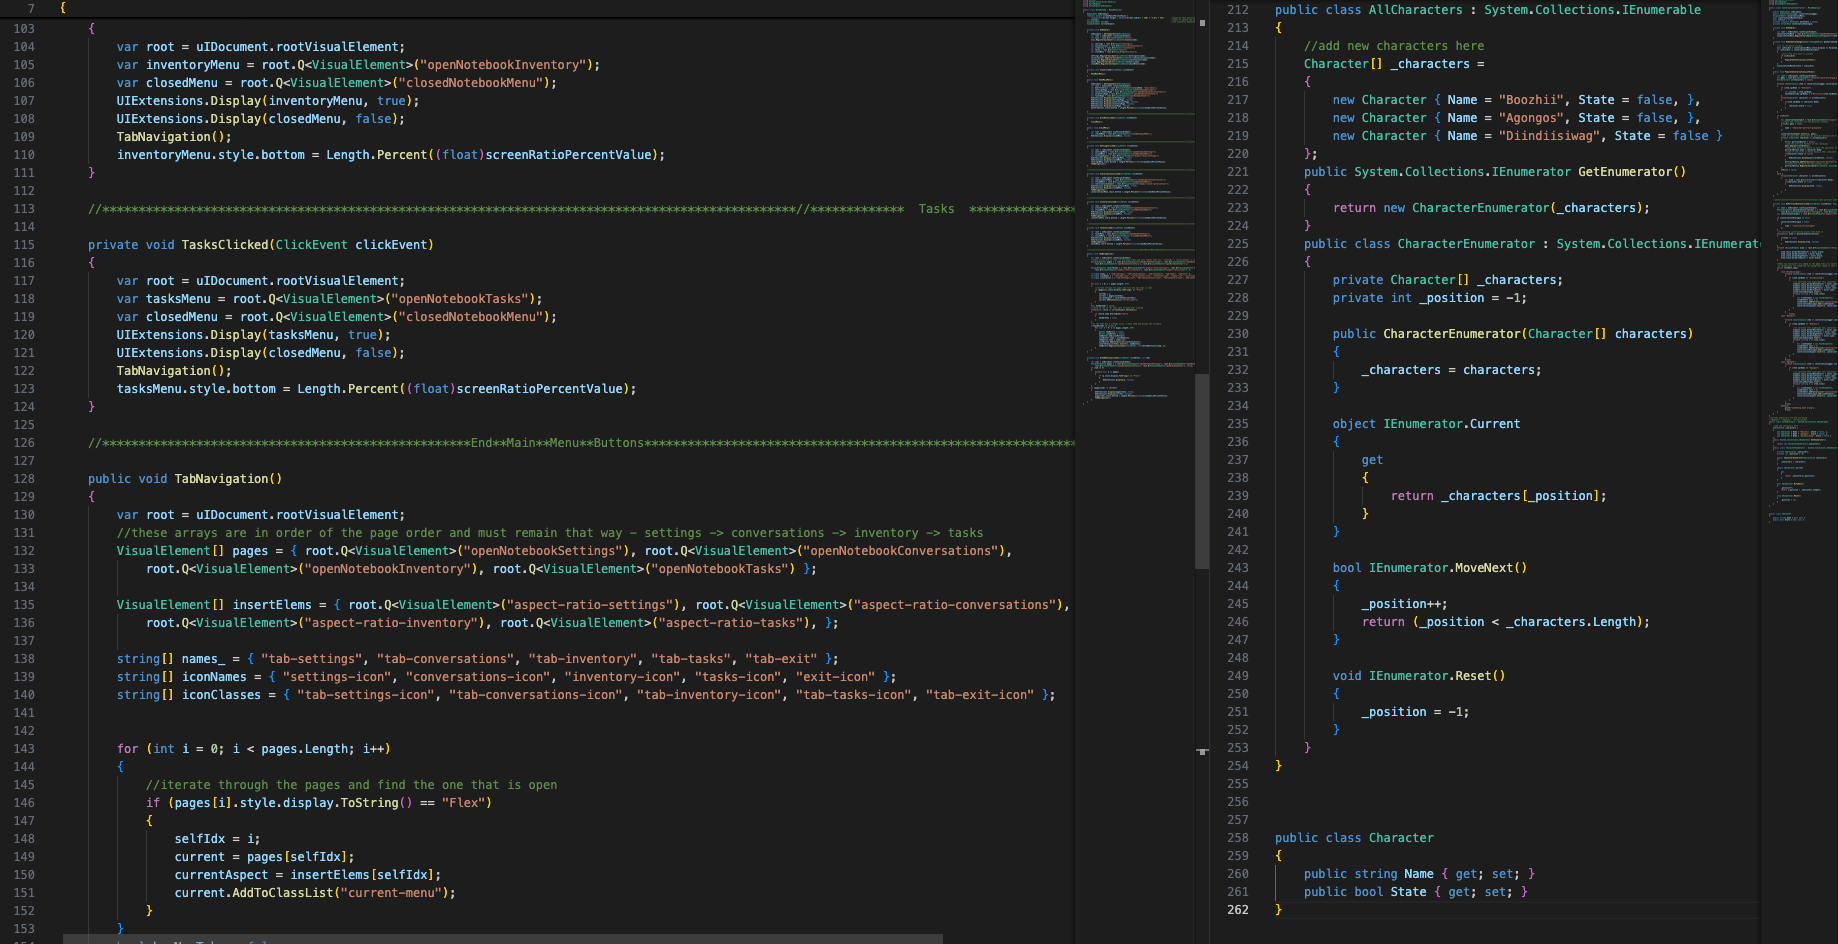 7 {
103 {
104 var root = uIDocument.rootVisualElement;
105 var inventoryMenu = root.Q<VisualElement>("openNotebookInventory");
106 var closedMenu = root.Q<VisualElement>("closedNotebookMenu");
107 UIExtensions.Display(inventoryMenu, true);
108 UIExtensions.Display(closedMenu, false);
109 TabNavigation();
110 inventoryMenu.style.bottom = Length.Percent((float)screenRatioPercentValue);
111 }
112
113 //************************************************************************************************//************* Tasks ***************
114
115 private void TasksClicked(ClickEvent clickEvent)
116 {
117 var root = uIDocument.rootVisualElement;
118 var tasksMenu = root.Q<VisualElement>("openNotebookTasks");
119 var closedMenu = root.Q<VisualElement>("closedNotebookMenu");
120 UIExtensions.Display(tasksMenu, true);
121 UIExtensions.Display(closedMenu, false);
122 TabNavigation();
123 tasksMenu.style.bottom = Length.Percent((float)screenRatioPercentValue);
124 }
125
126 //***************************************************End**Main**Menu**Buttons************************************************************
127
128 public void TabNavigation()
129 {
130 var root = uIDocument.rootVisualElement;
131 //these arrays are in order of the page order and must remain that way - settings -> conversations -> inventory -> tasks
132 VisualElement[] pages = { root.Q<VisualElement>("openNotebookSettings"), root.Q<VisualElement>("openNotebookConversations"),
133 root.Q<VisualElement>("openNotebookInventory"), root.Q<VisualElement>("openNotebookTasks") };
134
135 VisualElement[] insertElems = { root.Q<VisualElement>("aspect-ratio-settings"), root.Q<VisualElement>("aspect-ratio-conversations"),
136 root.Q<VisualElement>("aspect-ratio-inventory"), root.Q<VisualElement>("aspect-ratio-tasks"), };
137
138 string[] names_ = { "tab-settings", "tab-conversations", "tab-inventory", "tab-tasks", "tab-exit" };
139 string[] iconNames = { "settings-icon", "conversations-icon", "inventory-icon", "tasks-icon", "exit-icon" };
140 string[] iconClasses = { "tab-settings-icon", "tab-conversations-icon", "tab-inventory-icon", "tab-tasks-icon", "tab-exit-icon" };
141
142
143 for (int i = 0; i < pages.Length; i++)
144 {
145 //iterate through the pages and find the one that is open
146 if (pages[i].style.display.ToString() == "Flex")
147 {
148 selfIdx = i;
149 current = pages[selfIdx];
150 currentAspect = insertElems[selfIdx];
151 current.AddToClassList("current-menu");
152 }
153 }
212 public class AllCharacters : System.Collections.IEnumerable
213 {
214 //add new characters here
215 Character[] _characters =
216 {
217 new Character { Name = "Boozhii", State = false, },
218 new Character { Name = "Agongos", State = false, },
219 new Character { Name = "Diindiisiwag", State = false }
220 };
221 public System.Collections.IEnumerator GetEnumerator()
222 {
223 return new CharacterEnumerator(_characters);
224 }
225 public class CharacterEnumerator : System.Collections.IEnumerat
226 {
227 private Character[] _characters;
228 private int _position = -1;
229
230 public CharacterEnumerator(Character[] characters)
231 {
232 _characters = characters;
233 }
234
235 object IEnumerator.Current
236 {
237 get
238 {
239 return _characters[_position];
240 }
241 }
242
243 bool IEnumerator.MoveNext()
244 {
245 _position++;
246 return (_position < _characters.Length);
247 }
248
249 void IEnumerator.Reset()
250 {
251 _position = -1;
252 }
253 }
254 }
255
256
257
258 public class Character
259 {
260 public string Name { get; set; }
261 public bool State { get; set; }
262 }